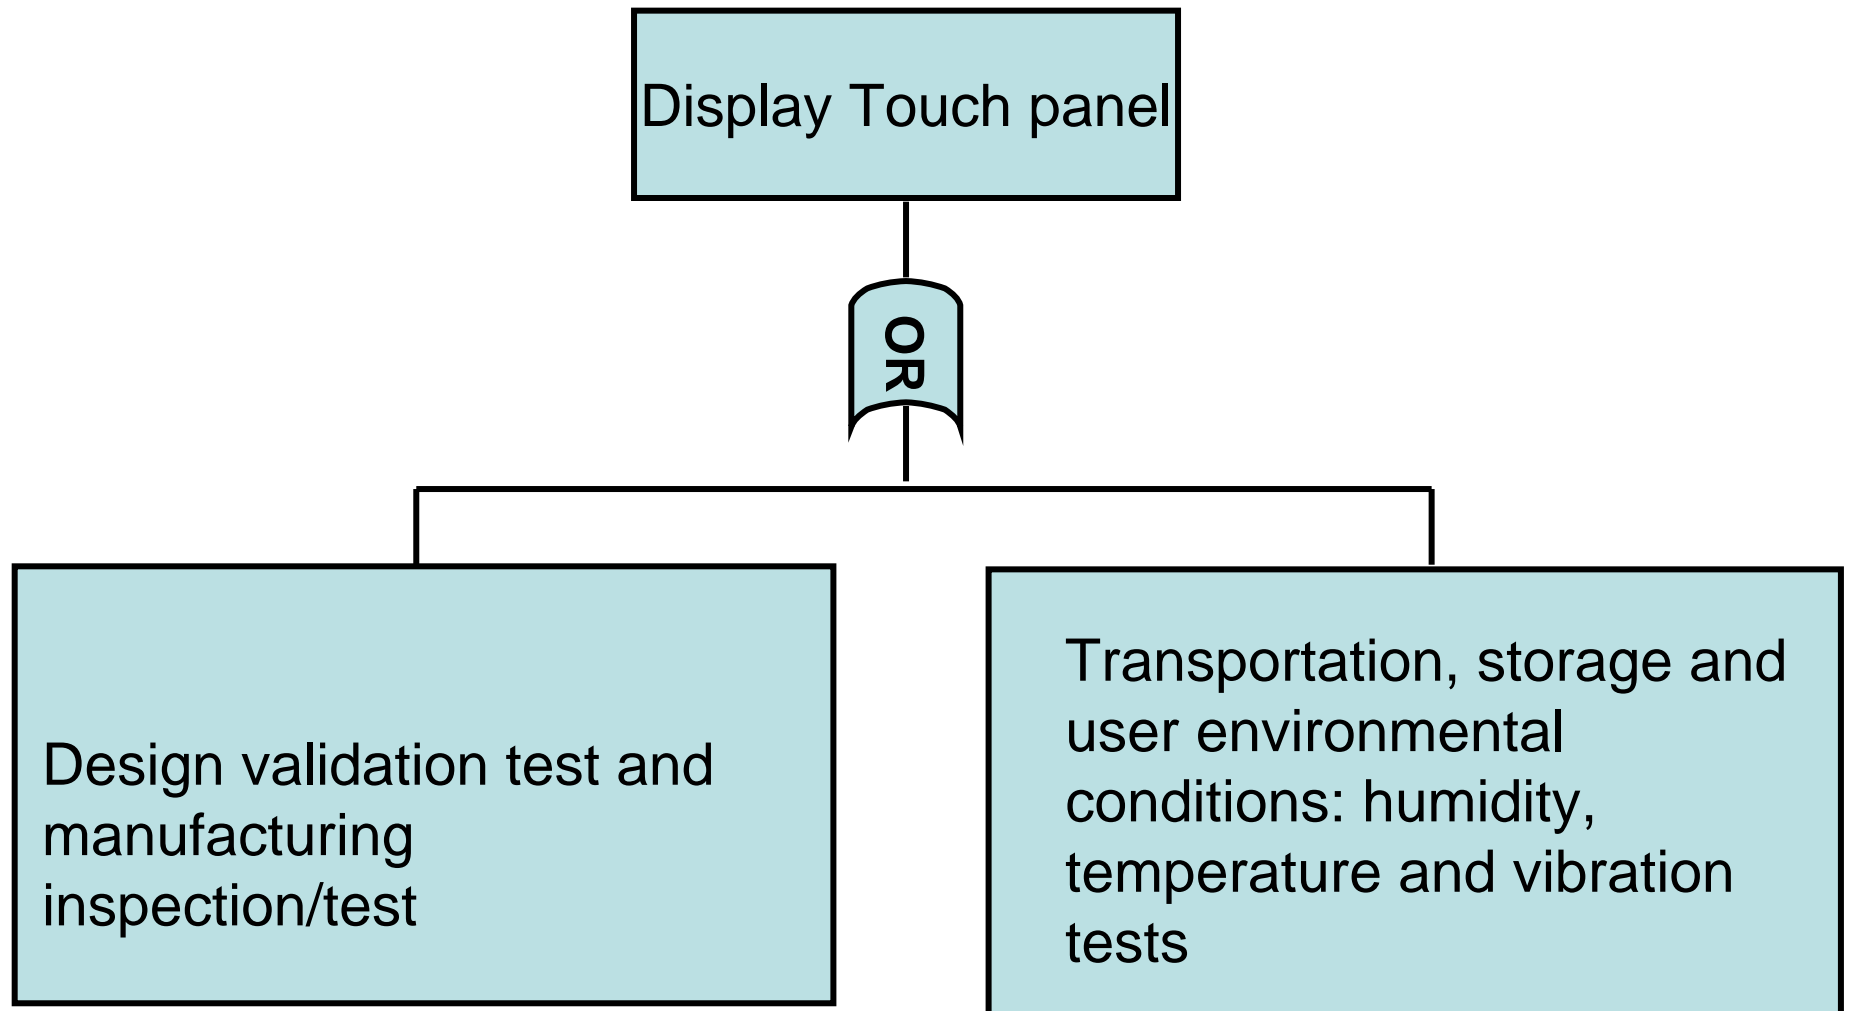 Display Touch panel
OR
Design validation test and
manufacturing
inspection/test
Transportation, storage and
user environmental
conditions: humidity,
temperature and vibration
tests